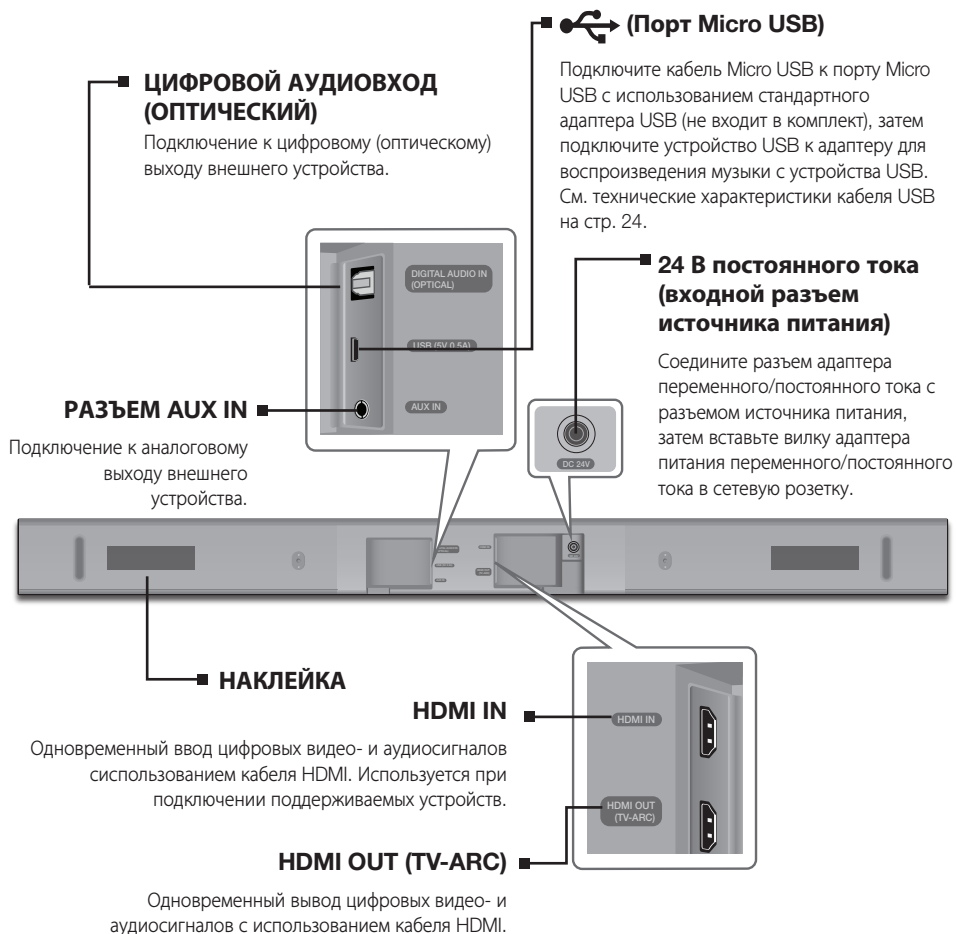 (Порт Micro USB)
Подключите кабель Micro USB к порту Micro
USB с использованием стандартного
адаптера USB (не входит в комплект), затем
подключите устройство USB к адаптеру для
воспроизведения музыки с устройства USB.
См. технические характеристики кабеля USB
на стр. 24.
ЦИФРОВОЙ АУДИОВХОД
(ОПТИЧЕСКИЙ)
Подключение к цифровому (оптическому)
выходу внешнего устройства.
DIGITAL AUDIO IN
(OPTICAL)
USB (5V 0.5A)
AUX IN
24 В постоянного тока
(входной разъем
источника питания)
Соедините разъем адаптера
переменного/постоянного тока с
разъемом источника питания,
затем вставьте вилку адаптера
питания переменного/постоянного
тока в сетевую розетку.
DC 24V
РАЗЪЕМ AUX IN
Подключение к аналоговому
выходу внешнего
устройства.
НАКЛЕЙКА
HDMI IN
Одновременный ввод цифровых видео- и аудиосигналов
сиспользованием кабеля HDMI. Используется при
подключении поддерживаемых устройств.
HDMI IN
HDMI OUT
(TV-ARC)
HDMI OUT (TV-ARC)
Одновременный вывод цифровых видео- и
аудиосигналов с использованием кабеля HDMI.